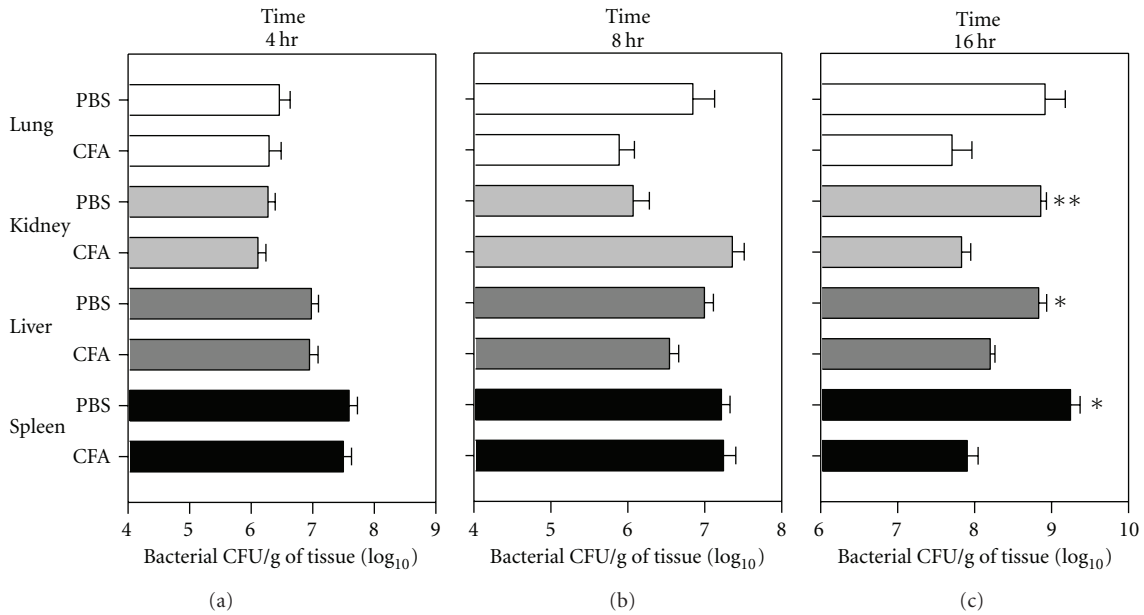 Time
4 hr
Time
8 hr
Time
16 hr
Lung
PBS
CFA
Kidney
PBS
CFA
Liver
PBS
CFA
Spleen
PBS
CFA
**
*
*
4 5 6 7 8 9
4 5 6 7 8
6 7 8 9 10
Bacterial CFU/g of tissue (log10)
Bacterial CFU/g of tissue (log10)
Bacterial CFU/g of tissue (log10)
(a)
(b)
(c)